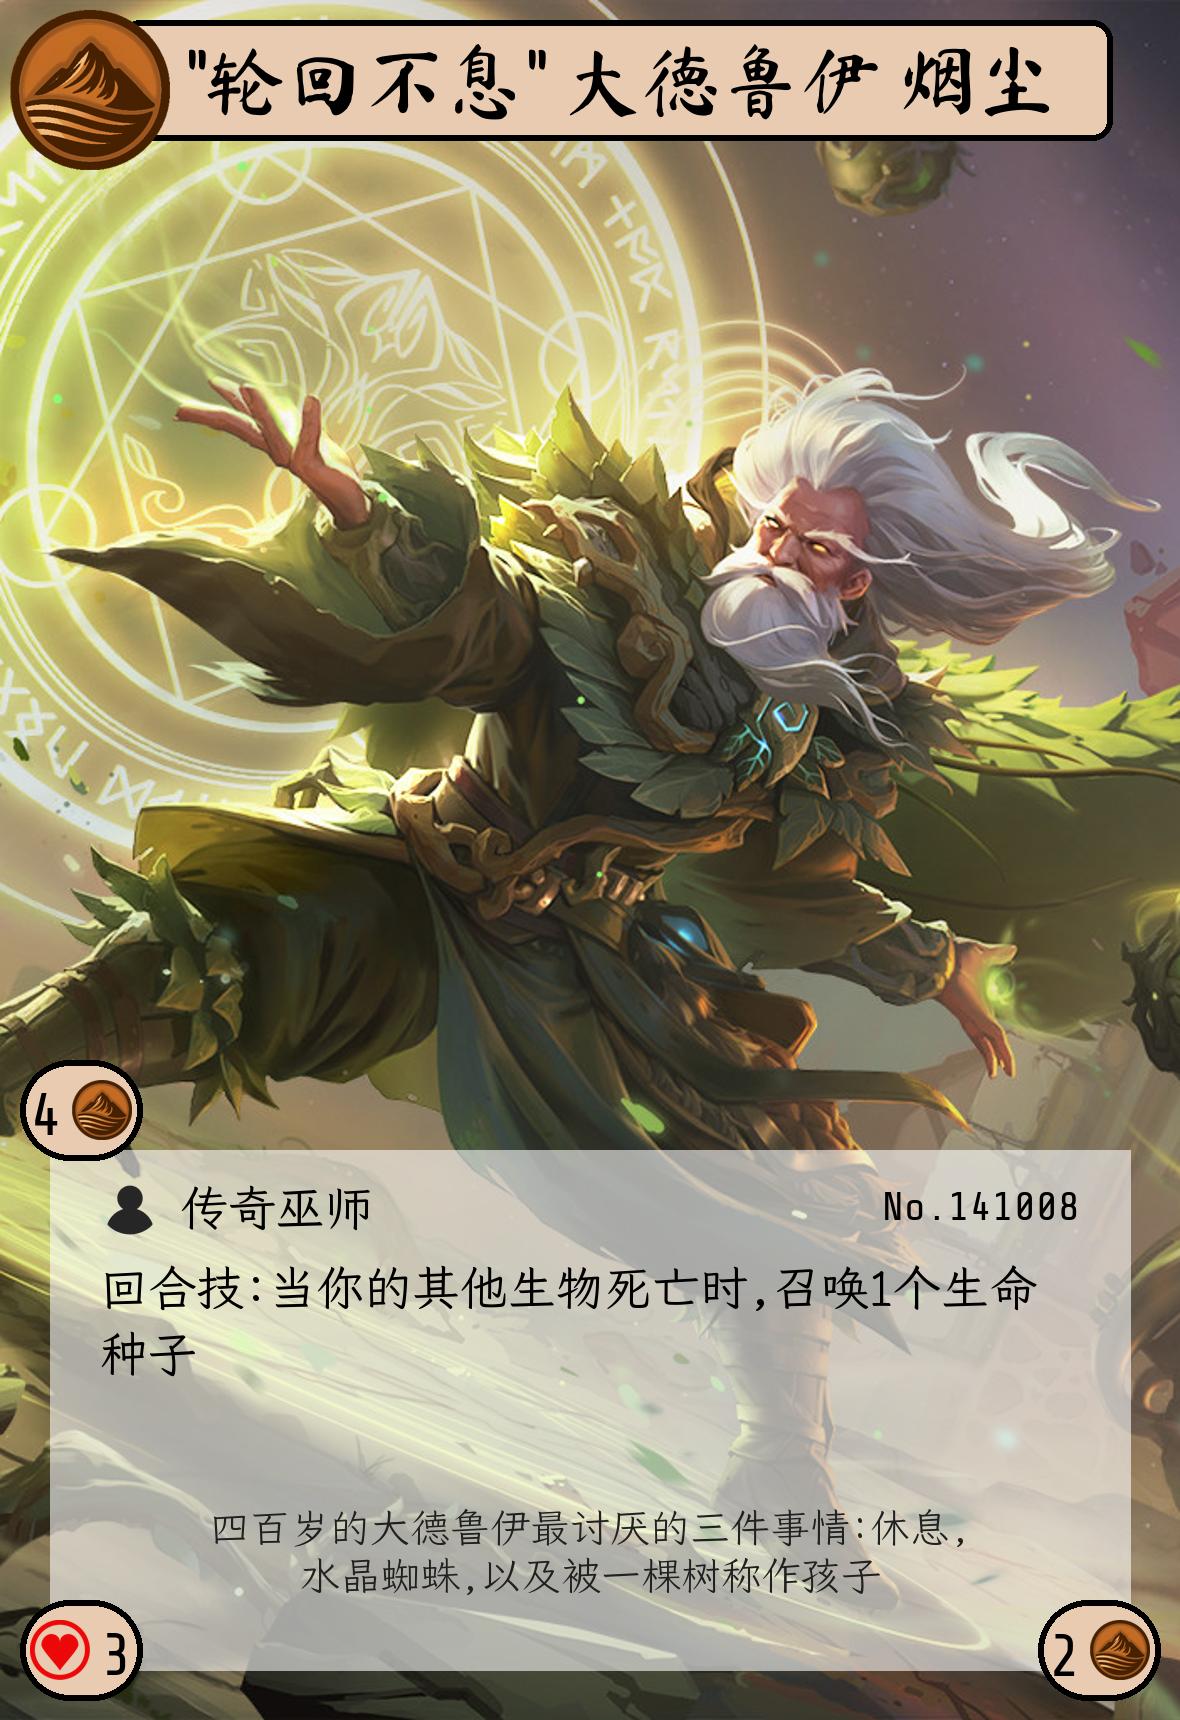 "轮回不息" 大德鲁伊 烟尘
4
传奇巫师
No.141008
回合技:当你的其他生物死亡时,召唤1个生命
种子
四百岁的大德鲁伊最讨厌的三件事情:休息,
水晶蜘蛛,以及被一棵树称作孩子
3
2